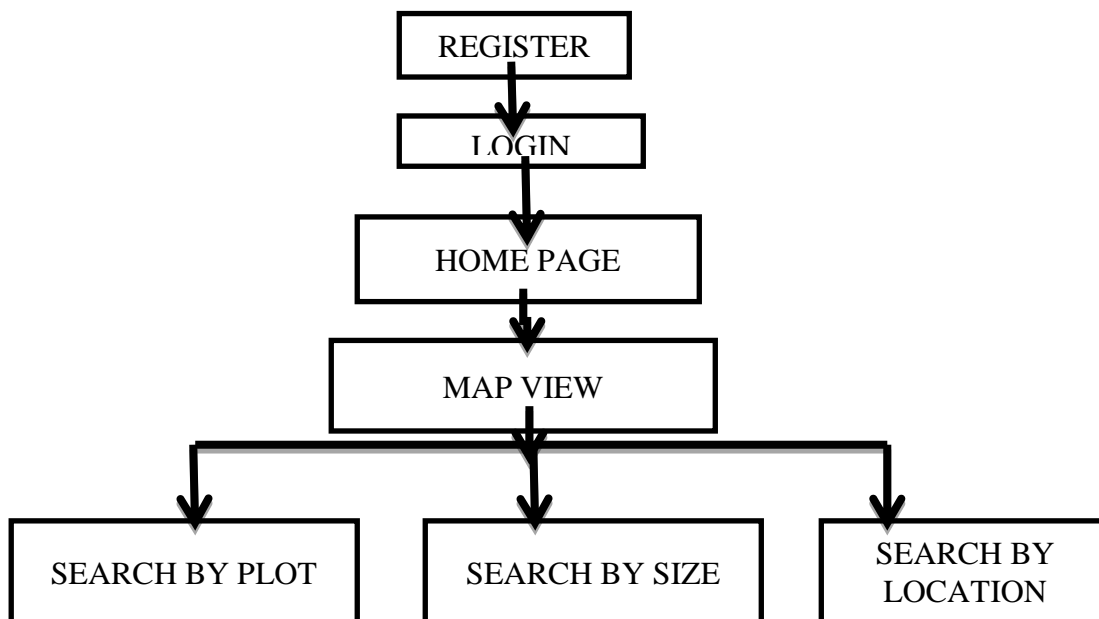 REGISTER
LOGIN
HOME PAGE
MAP VIEW
SEARCH BY PLOT
SEARCH BY SIZE
SEARCH BY
LOCATION